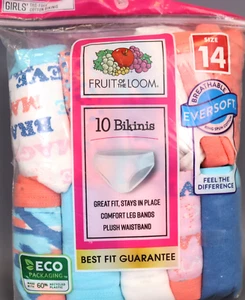 GIRLS'
SIZE
14
FRUIT OF THE LOOM.
BREATHABLE
EVERSOFT
10 Bikinis
FEEL THE
DIFFERENCE
GREAT FIT, STAYS IN PLACE
COMFORT LEG BANDS
PLUSH WAISTBAND
BEST FIT GUARANTEE
ECO
PACKAGING